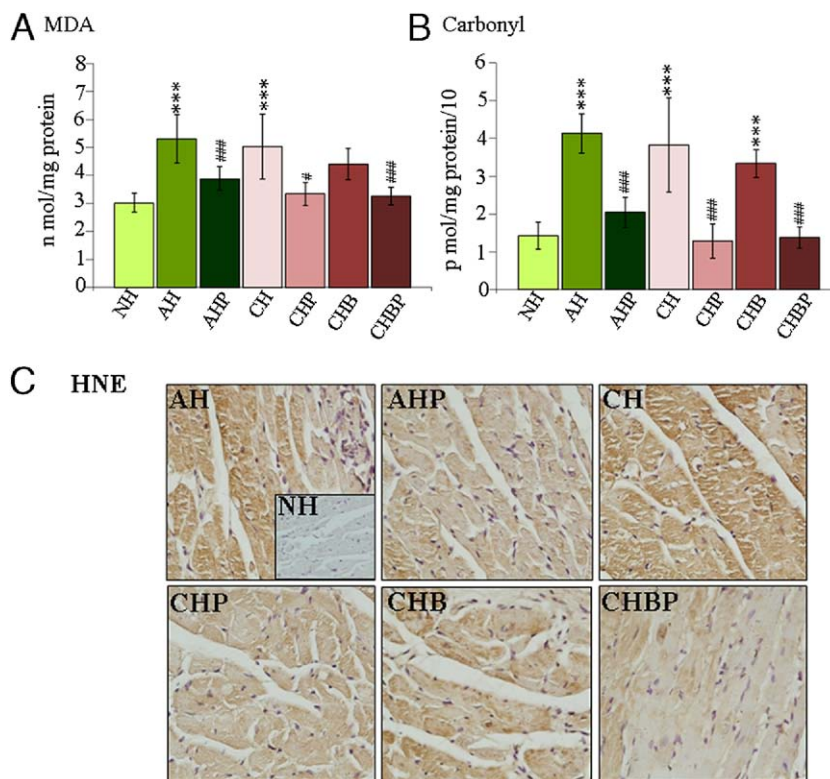 A MDA
n mol/mg protein
8
7
6
5
4
3
2
1
0
***
###
***
#
###
NH AH AHP CH CHP CHB CHBP
B Carbonyl
p mol/mg protein/10
6
5
4
3
2
1
0
***
###
***
###
***
###
NH AH AHP CH CHP CHB CHBP
C HNE
AH AHP CH
NH
CHP CHB CHBP